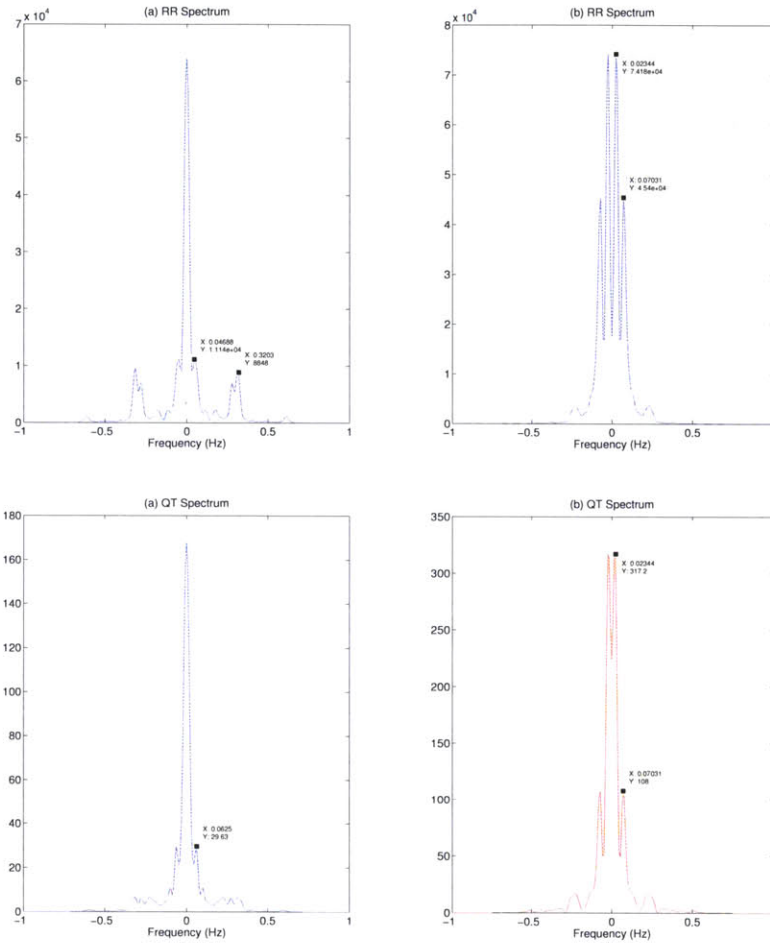 (a) RR Spectrum
7 x 10^4
6
5
4
3
2
1
0
X: 0.04688
Y: 1.114e+04
X: 0.3203
Y: 8848
-1
-0.5
0
0.5
1
Frequency (Hz)
(b) RR Spectrum
8 x 10^4
7
6
5
4
3
2
1
0
X: 0.02344
Y: 7.418e+04
X: 0.07031
Y: 4.54e+04
-1
-0.5
0
0.5
Frequency (Hz)
(a) QT Spectrum
180
160
140
120
100
80
60
40
20
0
X: 0.0625
Y: 29.63
-1
-0.5
0
0.5
1
Frequency (Hz)
(b) QT Spectrum
350
300
250
200
150
100
50
0
X: 0.02344
Y: 317.2
X: 0.07031
Y: 108
-1
-0.5
0
0.5
Frequency (Hz)